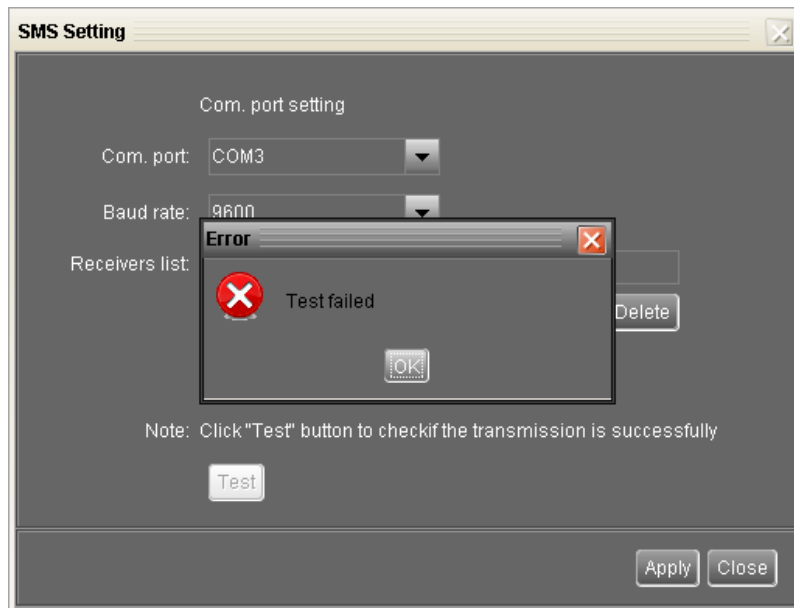 SMS Setting
Com. port setting
Com. port: COM3
Baud rate: 9600
Error
Receivers list:
Test failed
Delete
OK
Note: Click "Test" button to checkif the transmission is successfully
Test
Apply Close